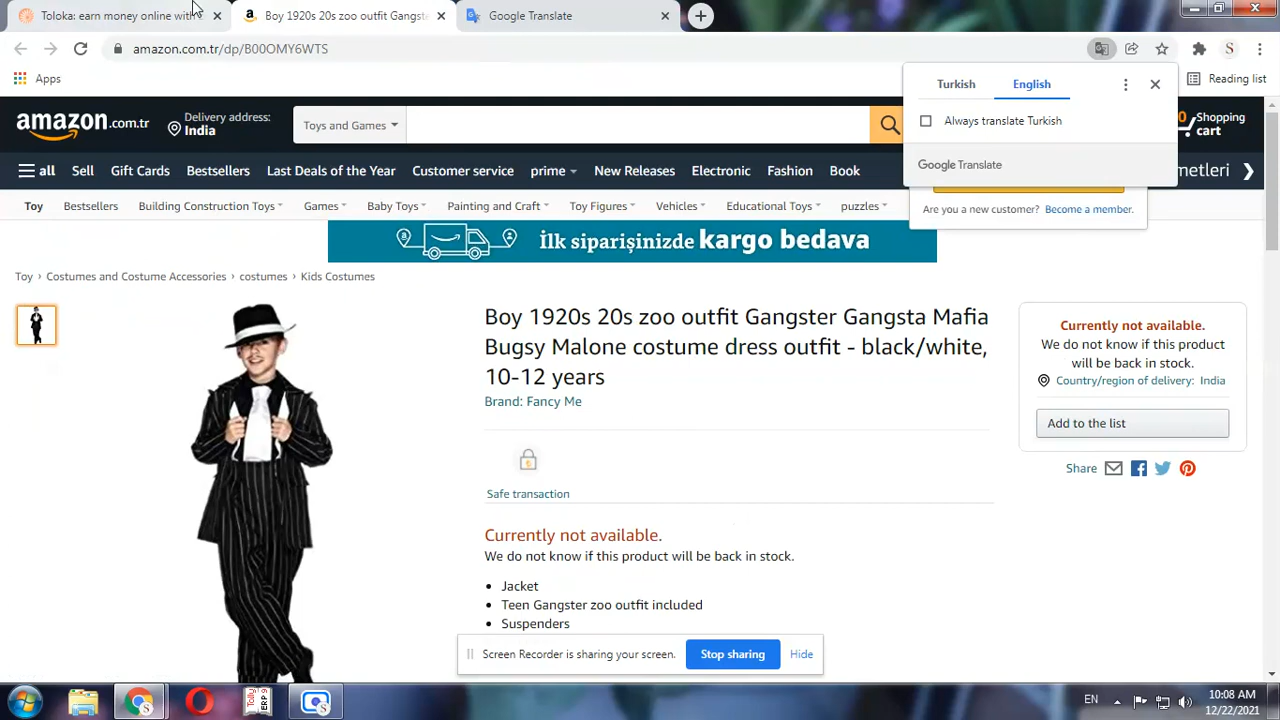 Toloka: earn money online with
Boy 1920s 20s zoo outfit Gangste
Google Translate
amazon.com.tr/dp/B00OMY6WTS
S
Apps
Reading list
Turkish
English
Always translate Turkish
Google Translate
amazon.com.tr
Delivery address:
India
Toys and Games
0 Shopping
cart
all
Sell
Gift Cards
Bestsellers
Last Deals of the Year
Customer service
prime
New Releases
Electronic
Fashion
Book
metleri
Are you a new customer? Become a member.
Toy
Bestsellers
Building Construction Toys
Games
Baby Toys
Painting and Craft
Toy Figures
Vehicles
Educational Toys
puzzles
İlk siparişinizde kargo bedava
Toy › Costumes and Costume Accessories › costumes › Kids Costumes
Boy 1920s 20s zoo outfit Gangster Gangsta Mafia
Bugsy Malone costume dress outfit - black/white,
10-12 years
Brand: Fancy Me
Safe transaction
Currently not available.
We do not know if this product will be back in stock.
• Jacket
• Teen Gangster zoo outfit included
• Suspenders
Currently not available.
We do not know if this product
will be back in stock.
Country/region of delivery: India
Add to the list
Share
Screen Recorder is sharing your screen.
Stop sharing
Hide
EN
10:08 AM
12/22/2021